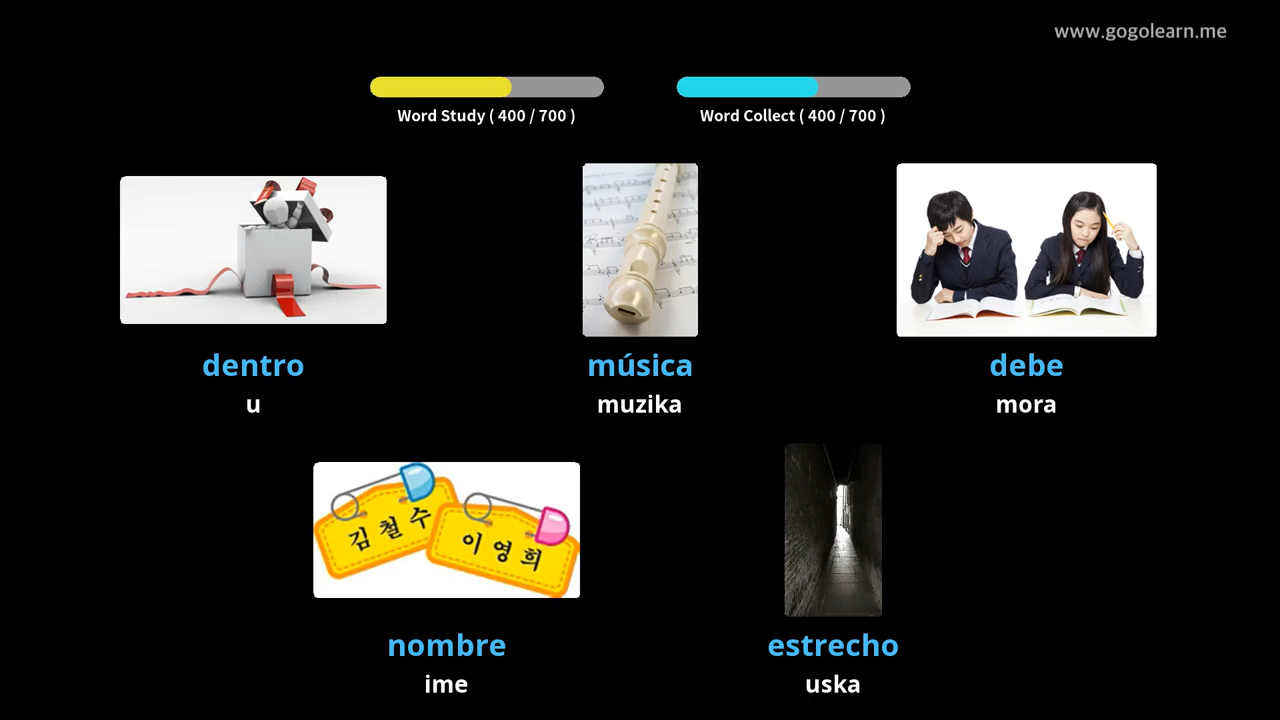 www.gogolearn.me
Word Study ( 400 / 700 )
Word Collect ( 400 / 700 )
dentro
u
música
muzika
debe
mora
김철수
이영희
nombre
ime
estrecho
uska